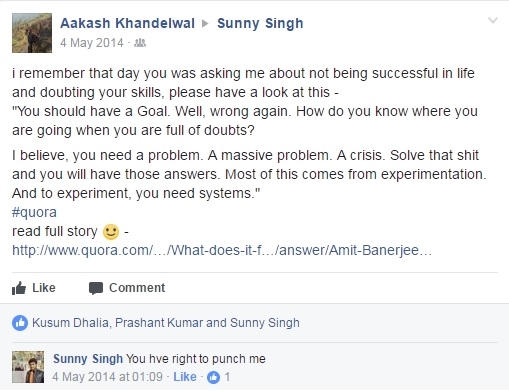 Aakash Khandelwal ▸ Sunny Singh
4 May 2014 ·
i remember that day you was asking me about not being successful in life
and doubting your skills, please have a look at this -
"You should have a Goal. Well, wrong again. How do you know where you
are going when you are full of doubts?
I believe, you need a problem. A massive problem. A crisis. Solve that shit
and you will have those answers. Most of this comes from experimentation.
And to experiment, you need systems."
#quora
read full story 🙂 -
http://www.quora.com/…/What-does-it-f…/answer/Amit-Banerjee…
Like Comment
Kusum Dhalia, Prashant Kumar and Sunny Singh
Sunny Singh You hve right to punch me
4 May 2014 at 01:09 · Like · 1